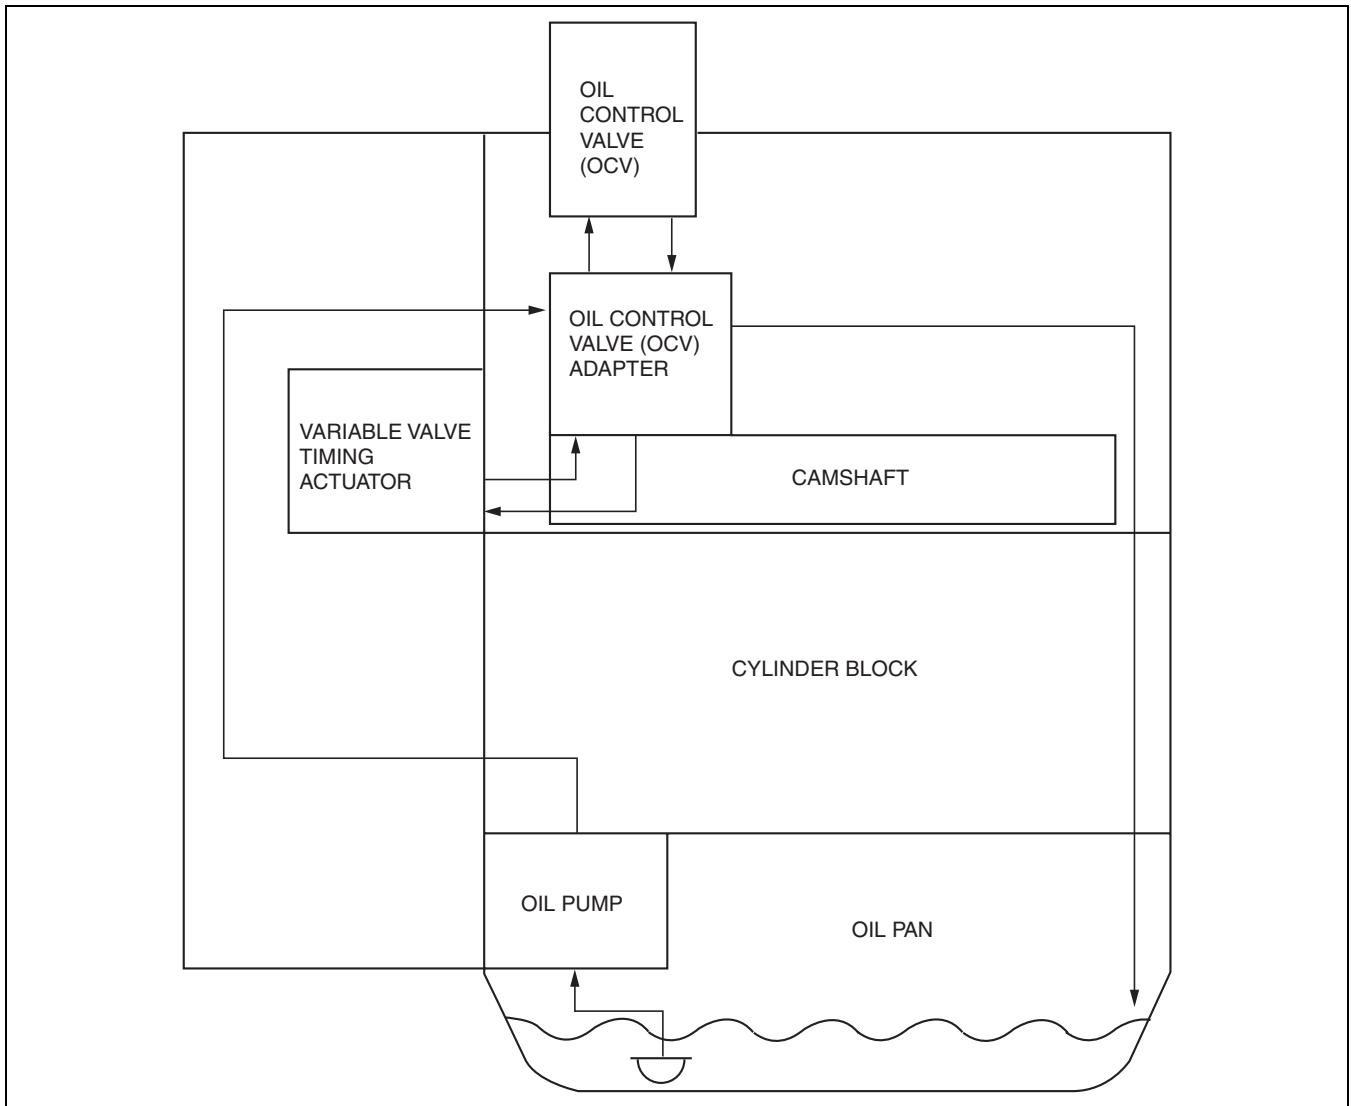 OIL
CONTROL
VALVE
(OCV)
OIL CONTROL
VALVE (OCV)
ADAPTER
VARIABLE VALVE
TIMING
ACTUATOR
CAMSHAFT
CYLINDER BLOCK
OIL PUMP
OIL PAN